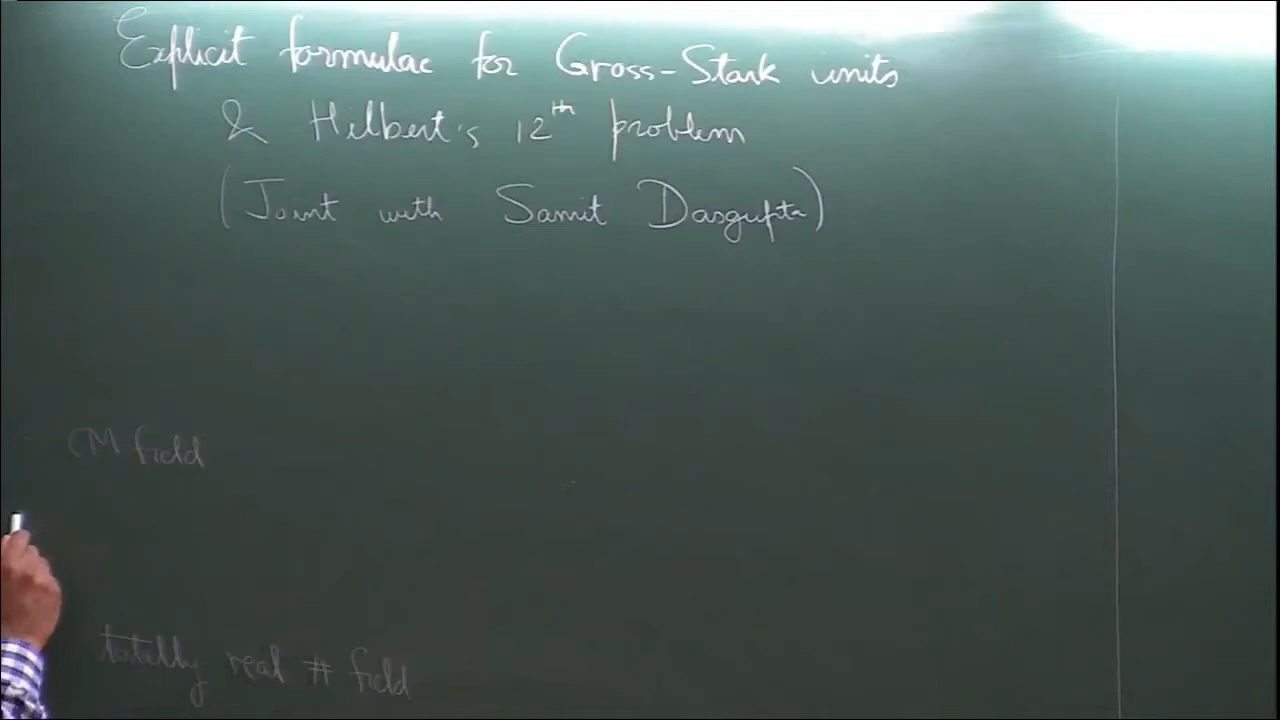 Explicit formulae for Gross-Stark units
& Hilbert's 12th problem
(Joint with Samit Dasgupta)
CM field
totally real # field